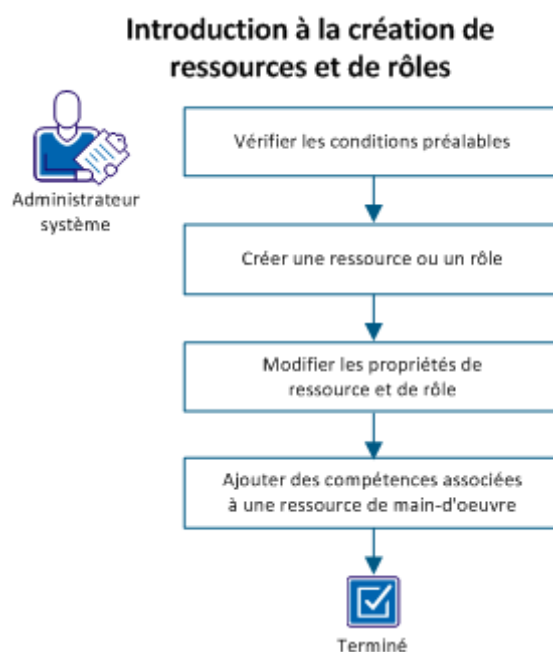 Introduction à la création de
ressources et de rôles
Administrateur
système
Vérifier les conditions préalables
Créer une ressource ou un rôle
Modifier les propriétés de
ressource et de rôle
Ajouter des compétences associées
à une ressource de main-d'oeuvre
Terminé